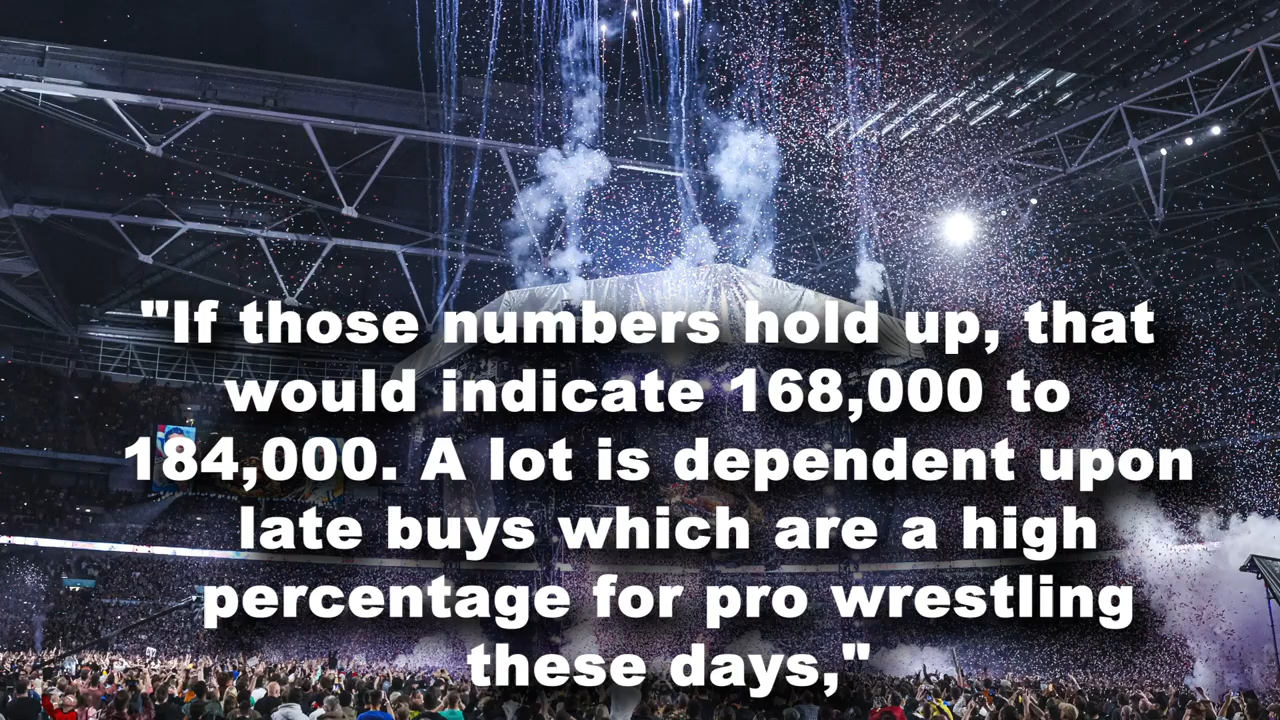 "If those numbers hold up, that
would indicate 168,000 to
184,000. A lot is dependent upon
late buys which are a high
percentage for pro wrestling
these days,"